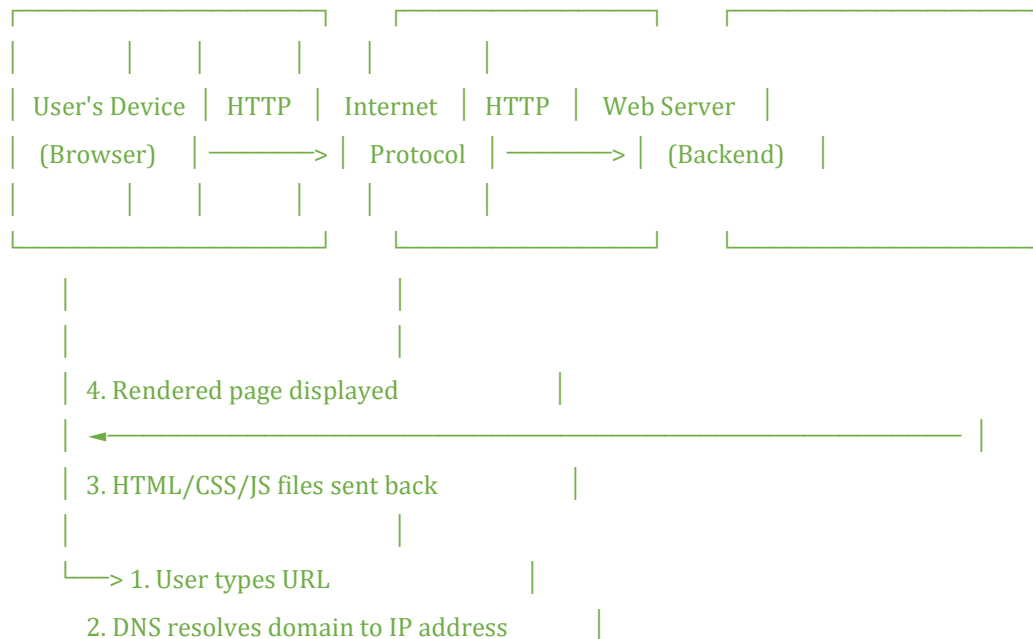 User's Device HTTP Internet HTTP Web Server
(Browser) Protocol (Backend)
4. Rendered page displayed
3. HTML/CSS/JS files sent back
1. User types URL
2. DNS resolves domain to IP address